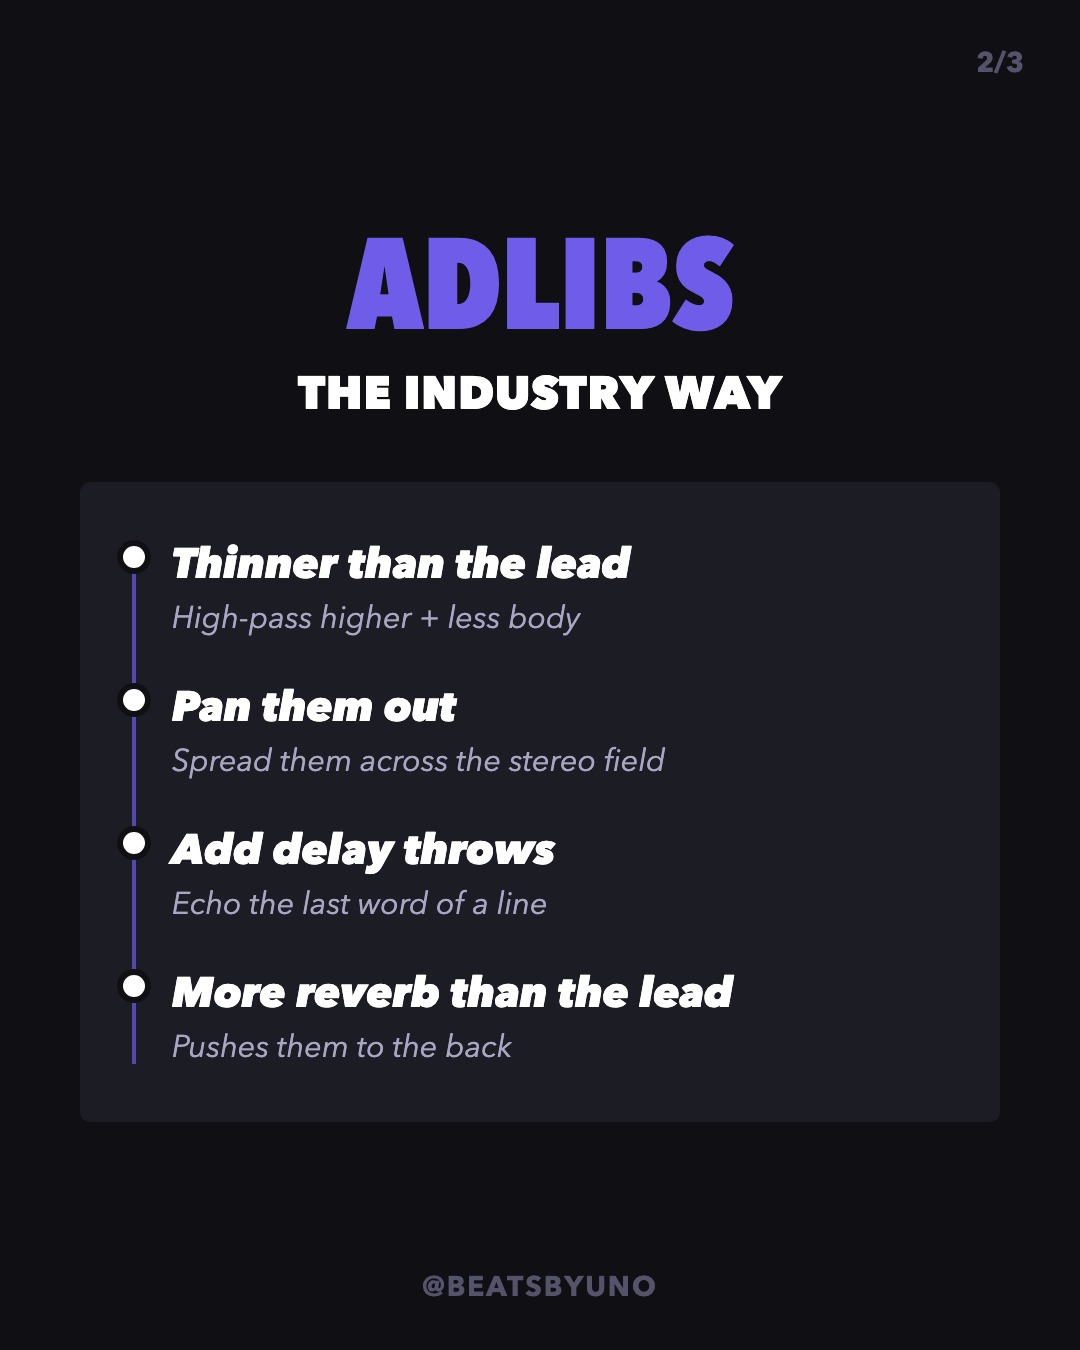 2/3
ADLIBS
THE INDUSTRY WAY
Thinner than the lead
High-pass higher + less body
Pan them out
Spread them across the stereo field
Add delay throws
Echo the last word of a line
More reverb than the lead
Pushes them to the back
@BEATSBYUNO